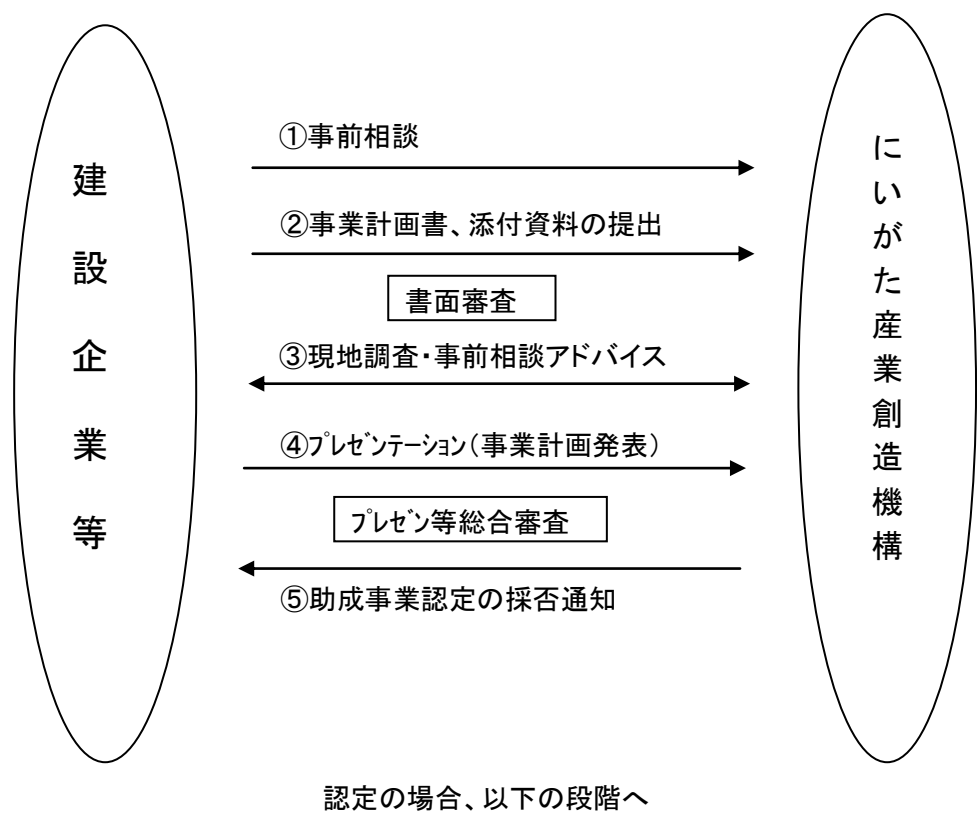 建設企業等
①事前相談
②事業計画書、添付資料の提出
書面審査
③現地調査・事前相談アドバイス
④ﾌﾟﾚｾﾞﾝﾃｰｼｮﾝ（事業計画発表）
ﾌﾟﾚｾﾞﾝ等総合審査
⑤助成事業認定の採否通知
にいがた産業創造機構
認定の場合、以下の段階へ